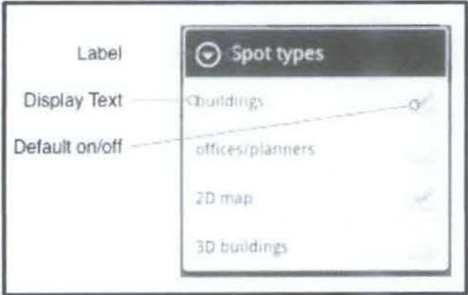 Label
Spot types
Display Text
buildings
Default on/off
offices/planners
2D map
3D buildings